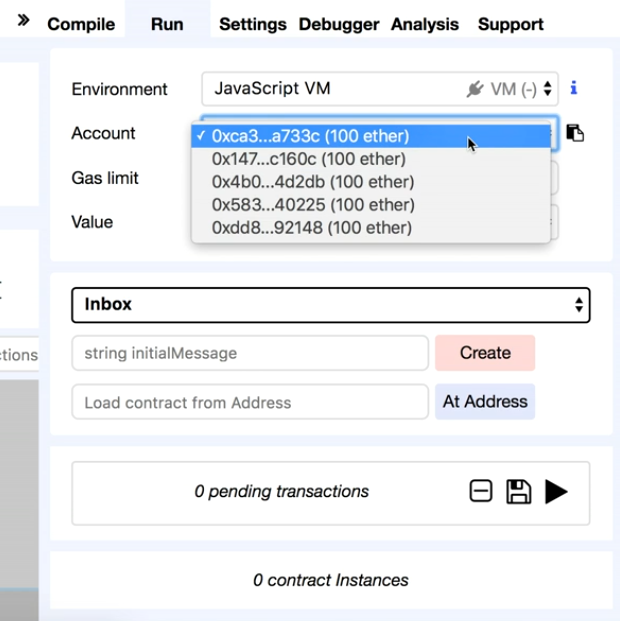 » Compile Run Settings Debugger Analysis Support
Environment JavaScript VM VM (-) i
Account ✓ 0xca3...a733c (100 ether)
0x147...c160c (100 ether)
Gas limit 0x4b0...4d2db (100 ether)
0x583...40225 (100 ether)
Value 0xdd8...92148 (100 ether)
Inbox
ctions string initialMessage Create
Load contract from Address At Address
0 pending transactions
0 contract Instances